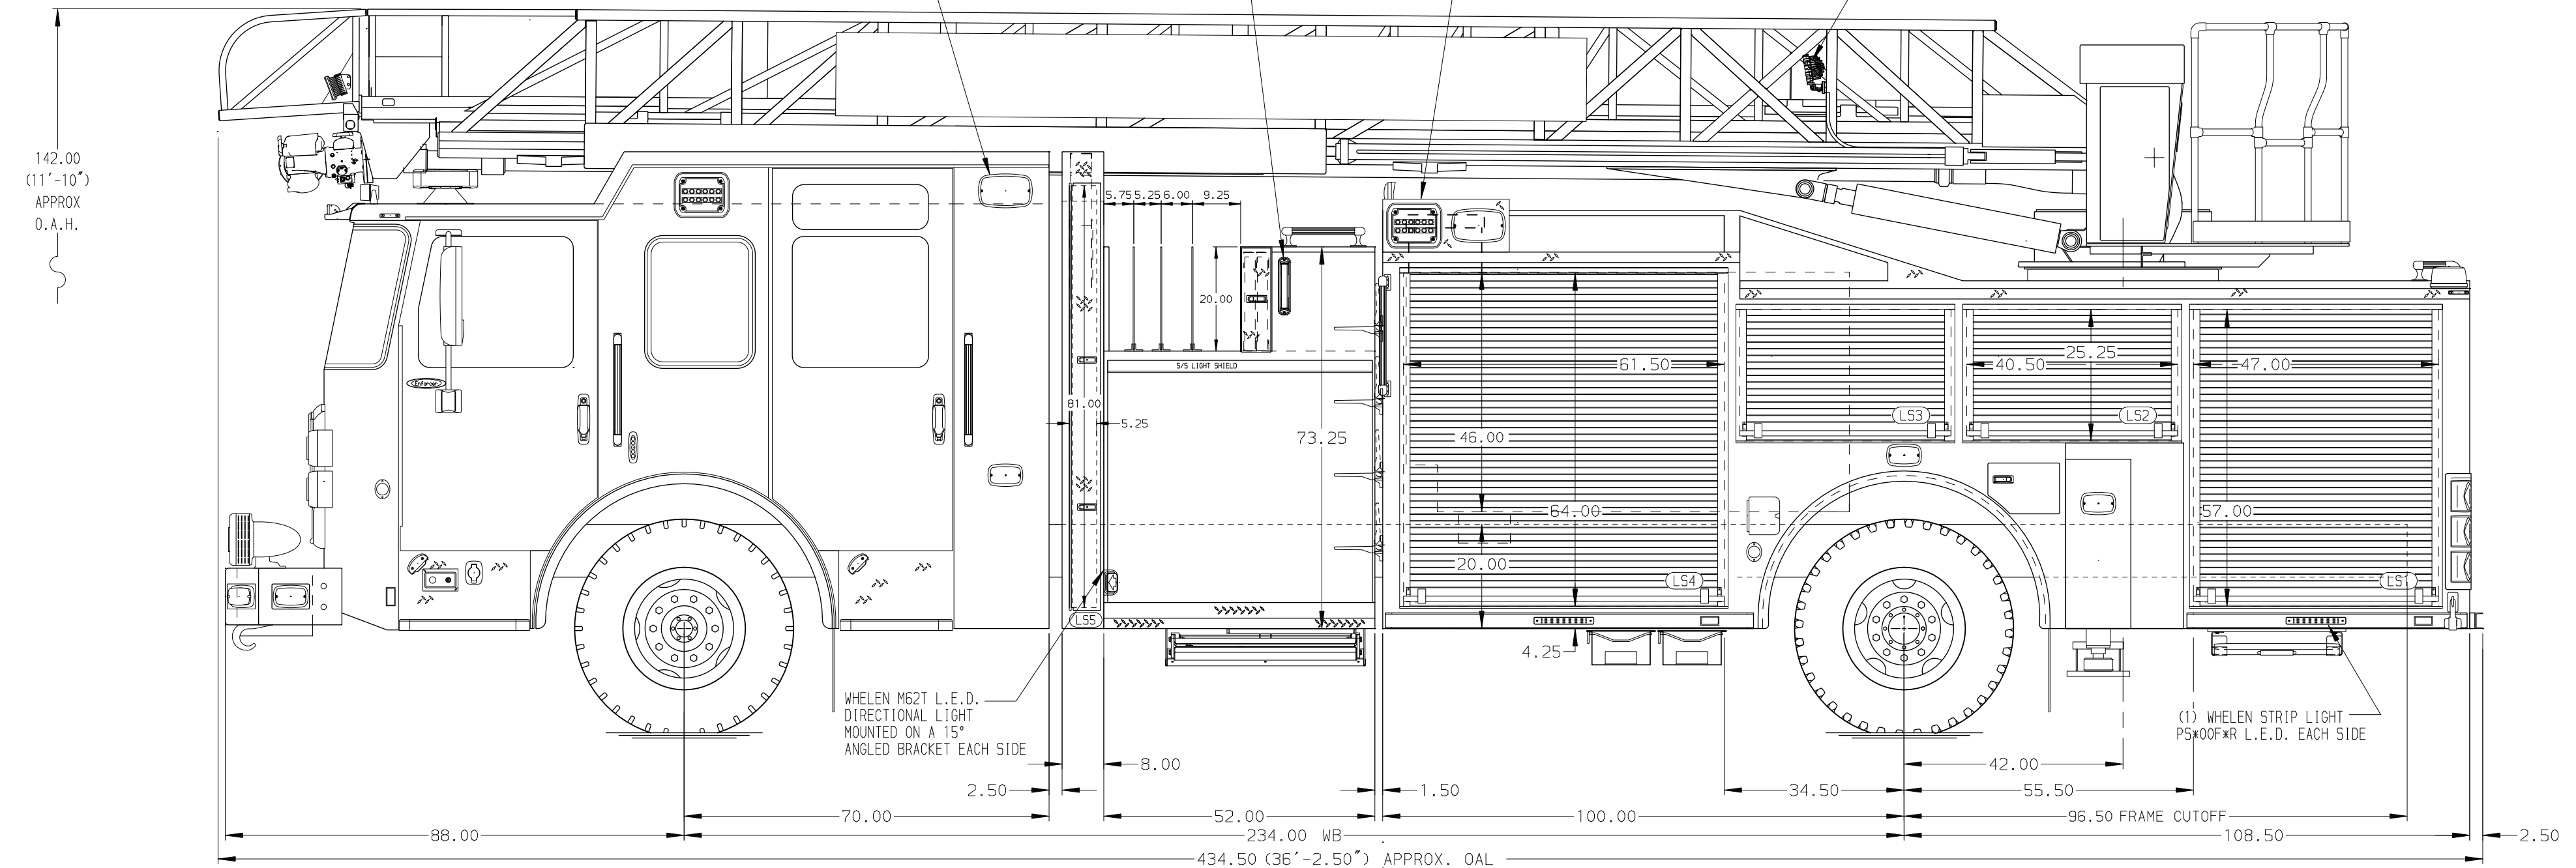 142.00
(11'-10")
APPROX
O.A.H.
5.75
5.25
6.00
9.25
20.00
S/S LIGHT SHIELD
Enforcer
81.00
5.25
73.25
61.50
46.00
64.00
20.00
25.25
40.50
47.00
57.00
LS3
LS2
LS4
LS1
LS5
4.25
WHELEN M62T L.E.D.
DIRECTIONAL LIGHT
MOUNTED ON A 15°
ANGLED BRACKET EACH SIDE
(1) WHELEN STRIP LIGHT
PS*00F*R L.E.D. EACH SIDE
8.00
42.00
2.50
1.50
34.50
55.50
70.00
52.00
100.00
96.50 FRAME CUTOFF
88.00
234.00 WB
108.50
2.50
434.50 (36'-2.50") APPROX. OAL